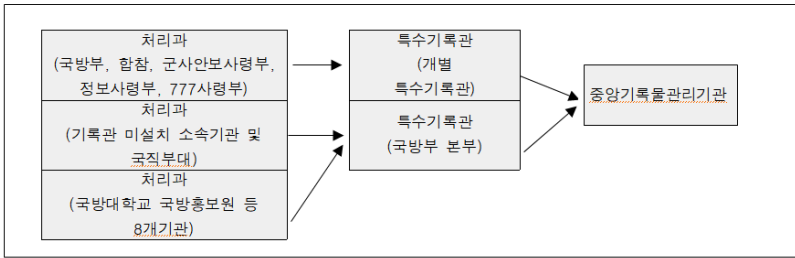 처리과
(국방부, 합참, 군사안보사령부,
정보사령부, 777사령부)
처리과
(기록관 미설치 소속기관 및
국직부대)
처리과
(국방대학교 국방홍보원 등
8개기관)
특수기록관
(개별
특수기록관)
특수기록관
(국방부 본부)
중앙기록물관리기관